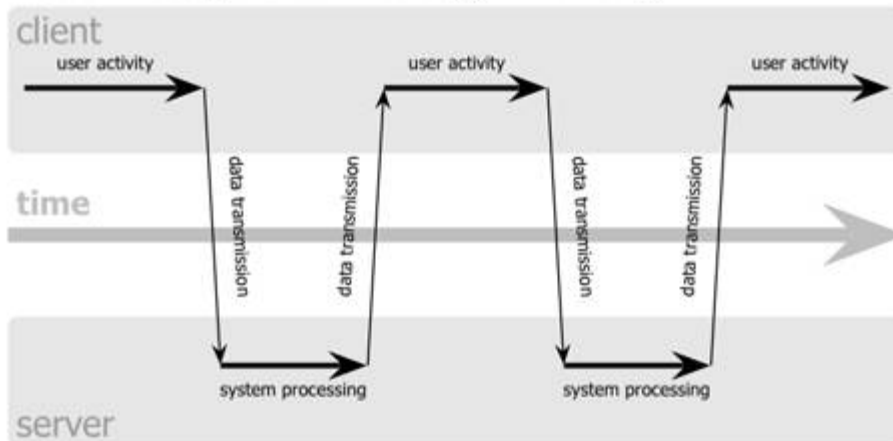 client
user activity
user activity
user activity
data transmission
data transmission
data transmission
data transmission
time
system processing
system processing
server